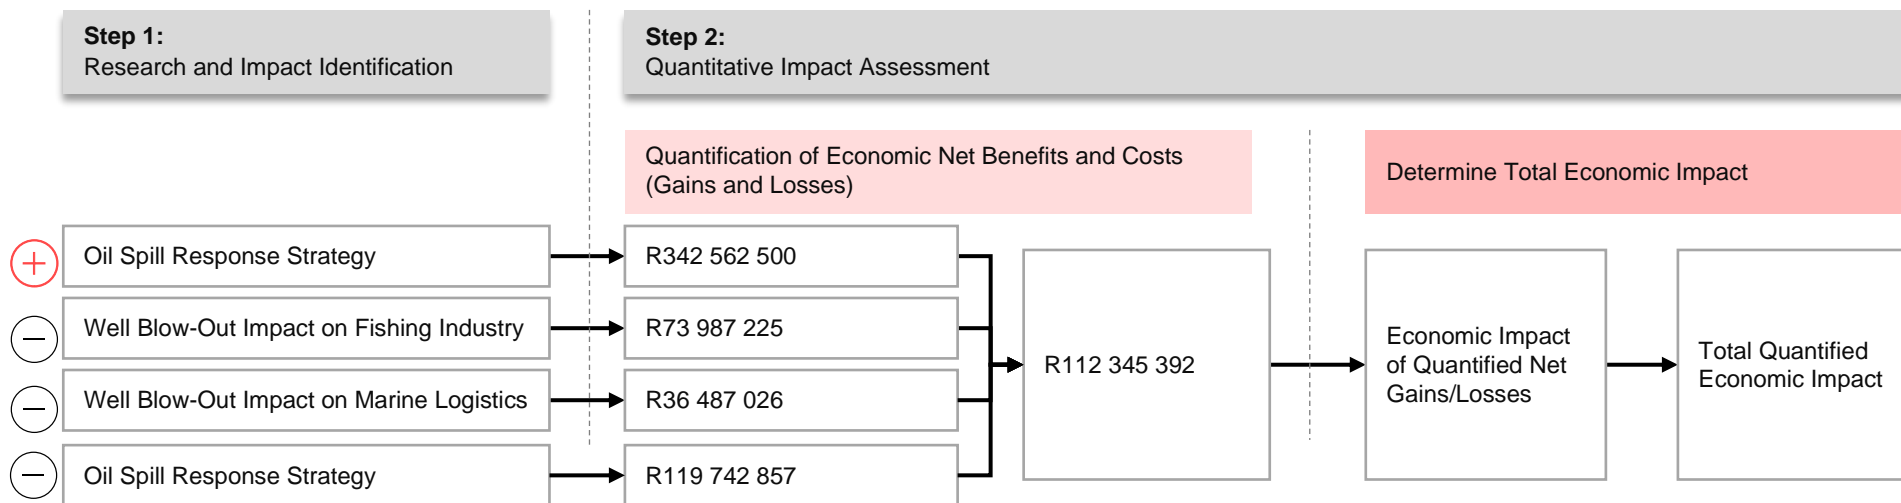 Step 1:
Research and Impact Identification
Step 2:
Quantitative Impact Assessment
Quantification of Economic Net Benefits and Costs
(Gains and Losses)
Determine Total Economic Impact
Oil Spill Response Strategy
R342 562 500
Well Blow-Out Impact on Fishing Industry
R73 987 225
Well Blow-Out Impact on Marine Logistics
R36 487 026
Oil Spill Response Strategy
R119 742 857
R112 345 392
Economic Impact
of Quantified Net
Gains/Losses
Total Quantified
Economic Impact